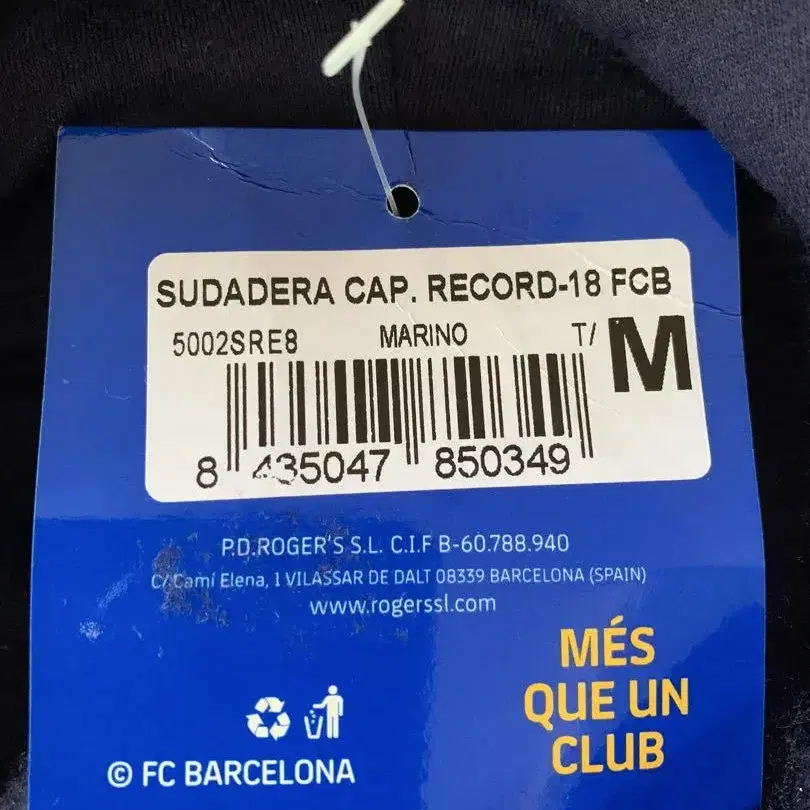 SUDADERA CAP. RECORD-18 FCB
5002SRE8 MARINO T/ M
8 435047 850349
P.D.ROGER'S S.L. C.I.F B-60.788.940
C/Camí Elena, 1 VILASSAR DE DALT 08339 BARCELONA (SPAIN)
www.rogerssl.com
MÉS
QUE UN
CLUB
© FC BARCELONA